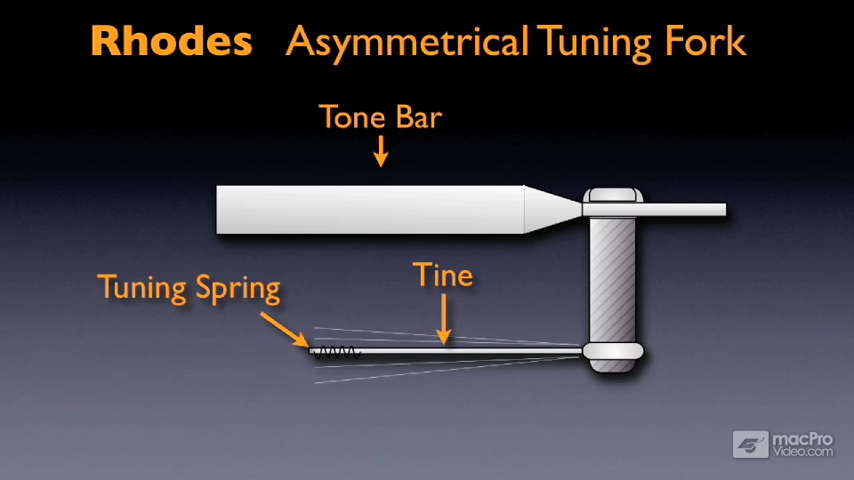 Rhodes Asymmetrical Tuning Fork
Tone Bar
Tuning Spring
Tine
macPro
Video.com